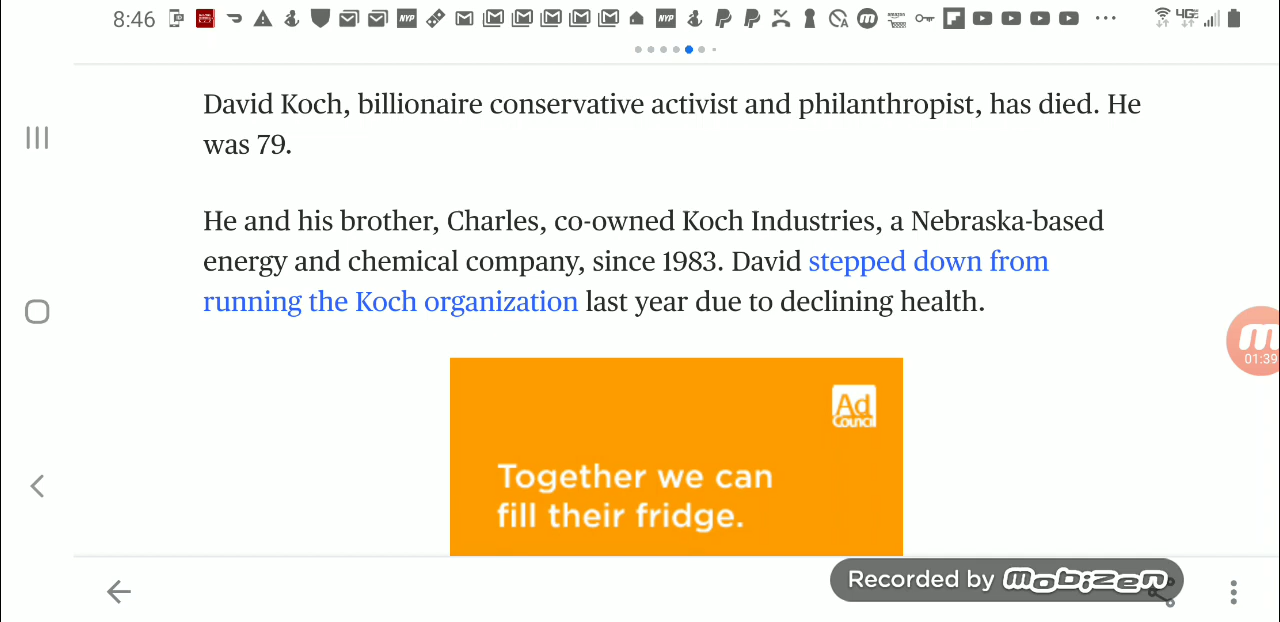 8:46 NYP NYP 4G
David Koch, billionaire conservative activist and philanthropist, has died. He
was 79.
He and his brother, Charles, co-owned Koch Industries, a Nebraska-based
energy and chemical company, since 1983. David stepped down from
running the Koch organization last year due to declining health.
01:39
Ad
Council
Together we can
fill their fridge.
Recorded by mobizen